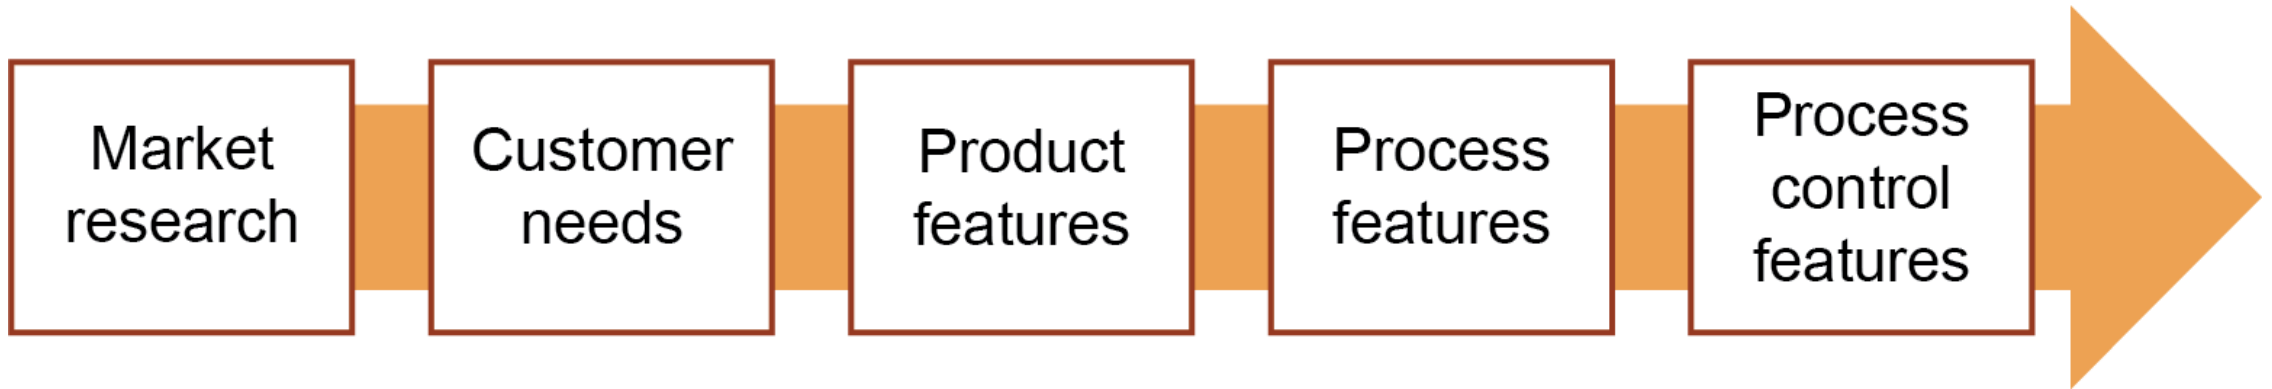 Market
research
Customer
needs
Product
features
Process
features
Process
control
features